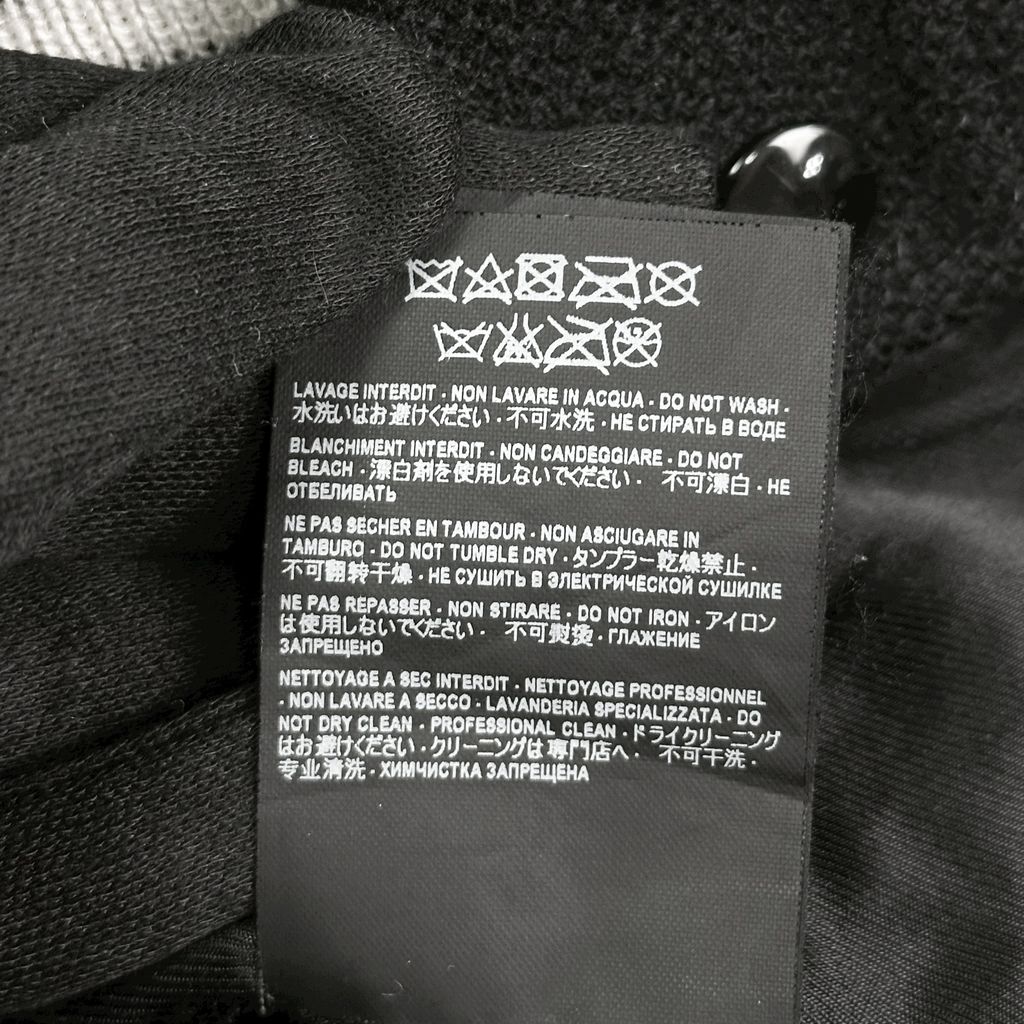 LAVAGE INTERDIT · NON LAVARE IN ACQUA · DO NOT WASH ·
水洗いはお避けください · 不可水洗 · НЕ СТИРАТЬ В ВОДЕ
BLANCHIMENT INTERDIT · NON CANDEGGIARE · DO NOT
BLEACH · 漂白剤を使用しないでください · 不可漂白 · НЕ
ОТБЕЛИВАТЬ
NE PAS SECHER EN TAMBOUR · NON ASCIUGARE IN
TAMBURO · DO NOT TUMBLE DRY · タンブラー乾燥禁止 ·
不可翻转干燥 · НЕ СУШИТЬ В ЭЛЕКТРИЧЕСКОЙ СУШИЛКЕ
NE PAS REPASSER · NON STIRARE · DO NOT IRON · アイロン
は使用しないでください · 不可熨烫 · ГЛАЖЕНИЕ
ЗАПРЕЩЕНО
NETTOYAGE A SEC INTERDIT · NETTOYAGE PROFESSIONNEL
· NON LAVARE A SECCO · LAVANDERIA SPECIALIZZATA · DO
NOT DRY CLEAN · PROFESSIONAL CLEAN · ドライクリーニング
はお避けください · クリーニングは専門店へ · 不可干洗 ·
专业清洗 · ХИМЧИСТКА ЗАПРЕЩЕНА